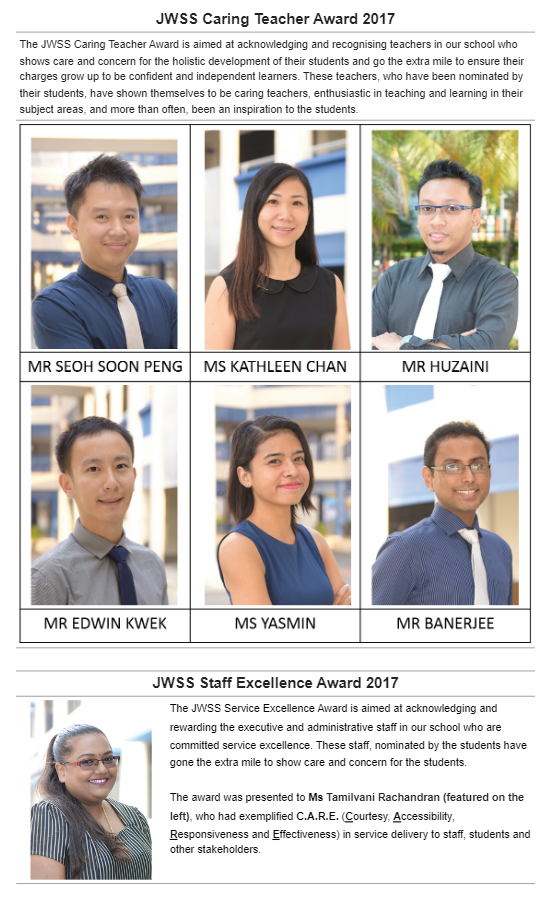 JWSS Caring Teacher Award 2017
The JWSS Caring Teacher Award is aimed at acknowledging and recognising teachers in our school who
shows care and concern for the holistic development of their students and go the extra mile to ensure their
charges grow up to be confident and independent learners. These teachers, who have been nominated by
their students, have shown themselves to be caring teachers, enthusiastic in teaching and learning in their
subject areas, and more than often, been an inspiration to the students.
MR SEOH SOON PENG
MS KATHLEEN CHAN
MR HUZAINI
MR EDWIN KWEK
MS YASMIN
MR BANERJEE
JWSS Staff Excellence Award 2017
The JWSS Service Excellence Award is aimed at acknowledging and
rewarding the executive and administrative staff in our school who are
committed service excellence. These staff, nominated by the students have
gone the extra mile to show care and concern for the students.
The award was presented to Ms Tamilvani Rachandran (featured on the
left), who had exemplified C.A.R.E. (Courtesy, Accessibility,
Responsiveness and Effectiveness) in service delivery to staff, students and
other stakeholders.